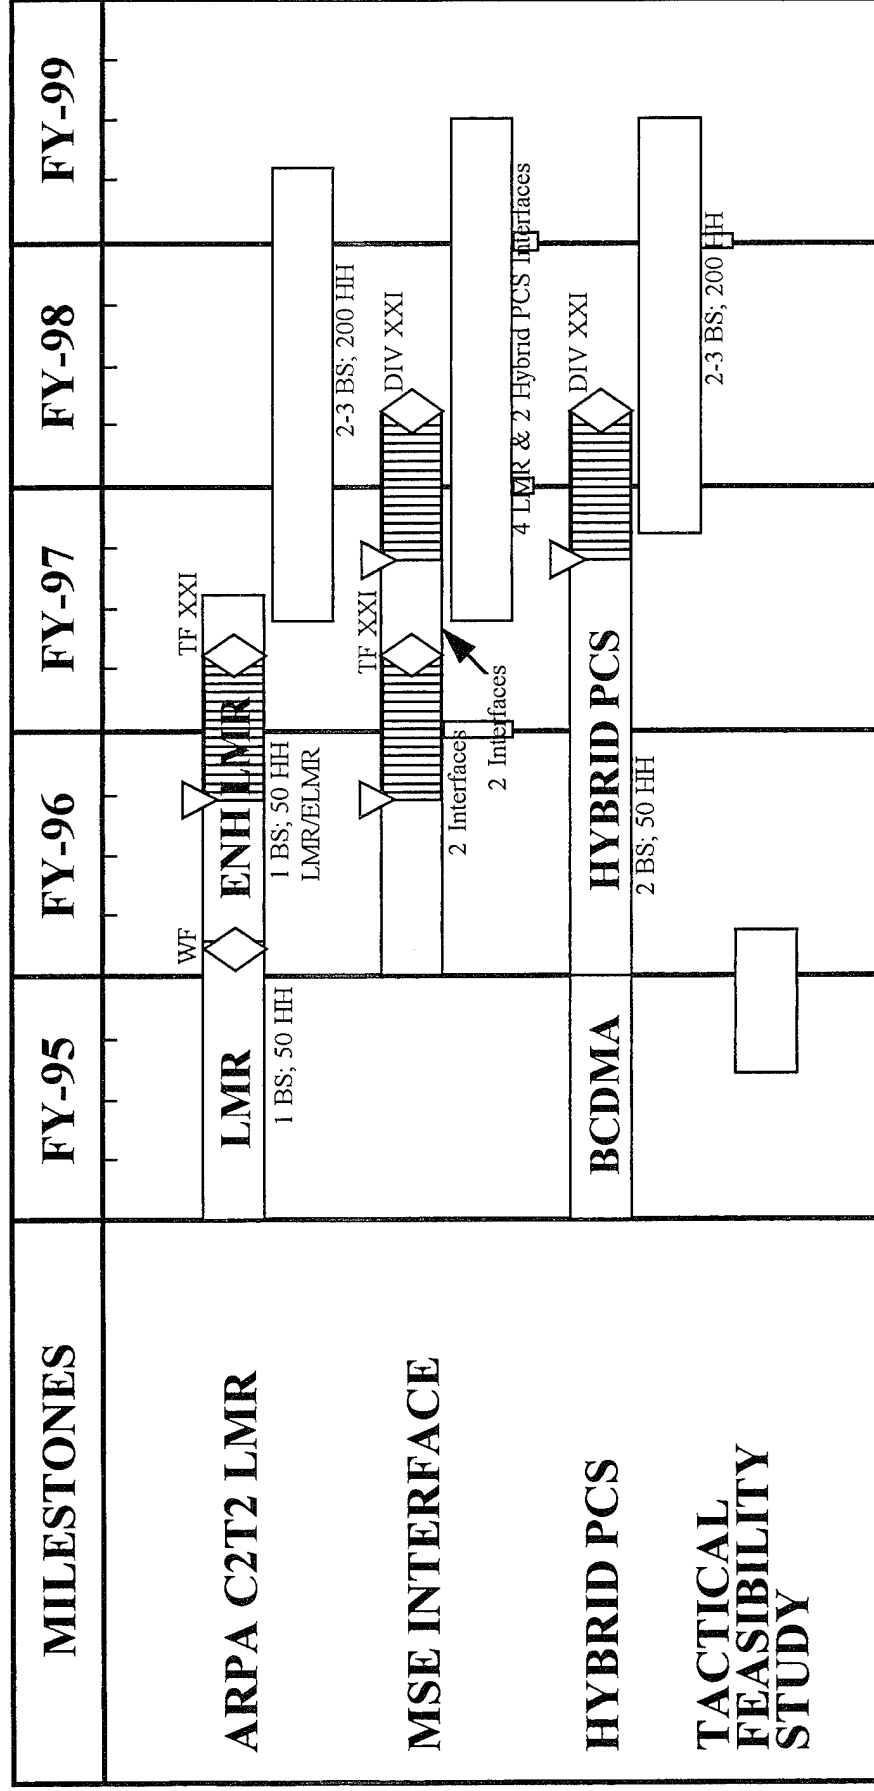 MILESTONES
FY-95
FY-96
FY-97
FY-98
FY-99
ARPA C2T2 LMR
WF
TF XXI
LMR
ENH LMR
1 BS; 50 HH
1 BS; 50 HH
LMR/ELMR
2-3 BS; 200 HH
MSE INTERFACE
TF XXI
DIV XXI
2 Interfaces
2 Interfaces
4 LMR & 2 Hybrid PCS Interfaces
HYBRID PCS
BCDMA
HYBRID PCS
DIV XXI
2 BS; 50 HH
2-3 BS; 200 HH
TACTICAL
FEASIBILITY
STUDY